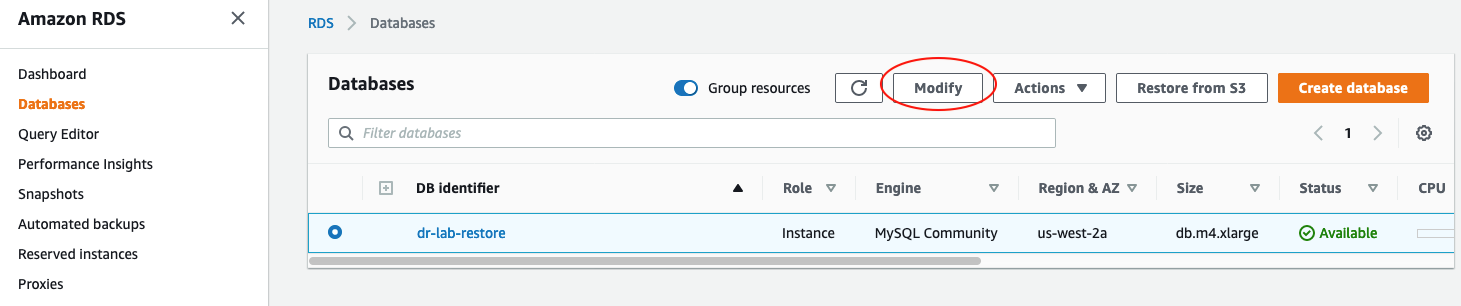 Amazon RDS
Dashboard
Databases
Query Editor
Performance Insights
Snapshots
Automated backups
Reserved instances
Proxies
RDS > Databases
Databases
Group resources
Modify
Actions
Restore from S3
Create database
Filter databases
1
DB identifier Role Engine Region & AZ Size Status CPU
dr-lab-restore Instance MySQL Community us-west-2a db.m4.xlarge Available